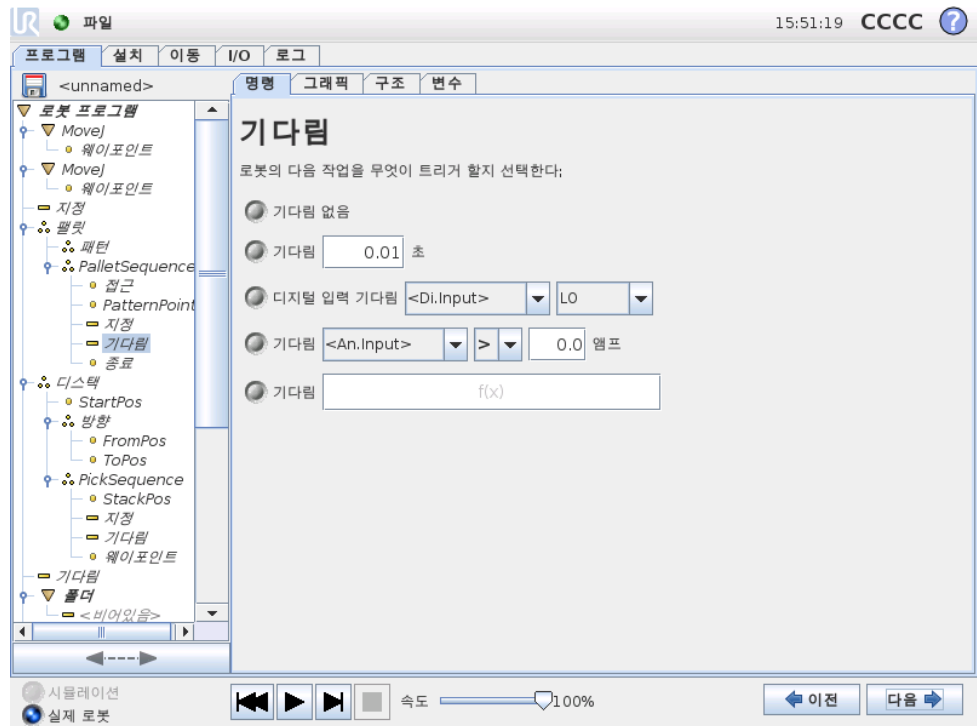 UR 파일 15:51:19 CCCC ?
프로그램 설치 이동 I/O 로그
<unnamed>
명령 그래픽 구조 변수
로봇 프로그램
MoveJ
웨이포인트
MoveJ
웨이포인트
지정
팰릿
패턴
PalletSequence
접근
PatternPoint
지정
기다림
종료
디스택
StartPos
방향
FromPos
ToPos
PickSequence
StackPos
지정
기다림
웨이포인트
기다림
폴더
<비어있음>
기다림
로봇의 다음 작업을 무엇이 트리거 할지 선택한다;
기다림 없음
기다림 0.01 초
디지털 입력 기다림 <Di.Input> LO
기다림 <An.Input> > 0.0 앰프
기다림 f(x)
시뮬레이션
실제 로봇
속도 100%
이전 다음